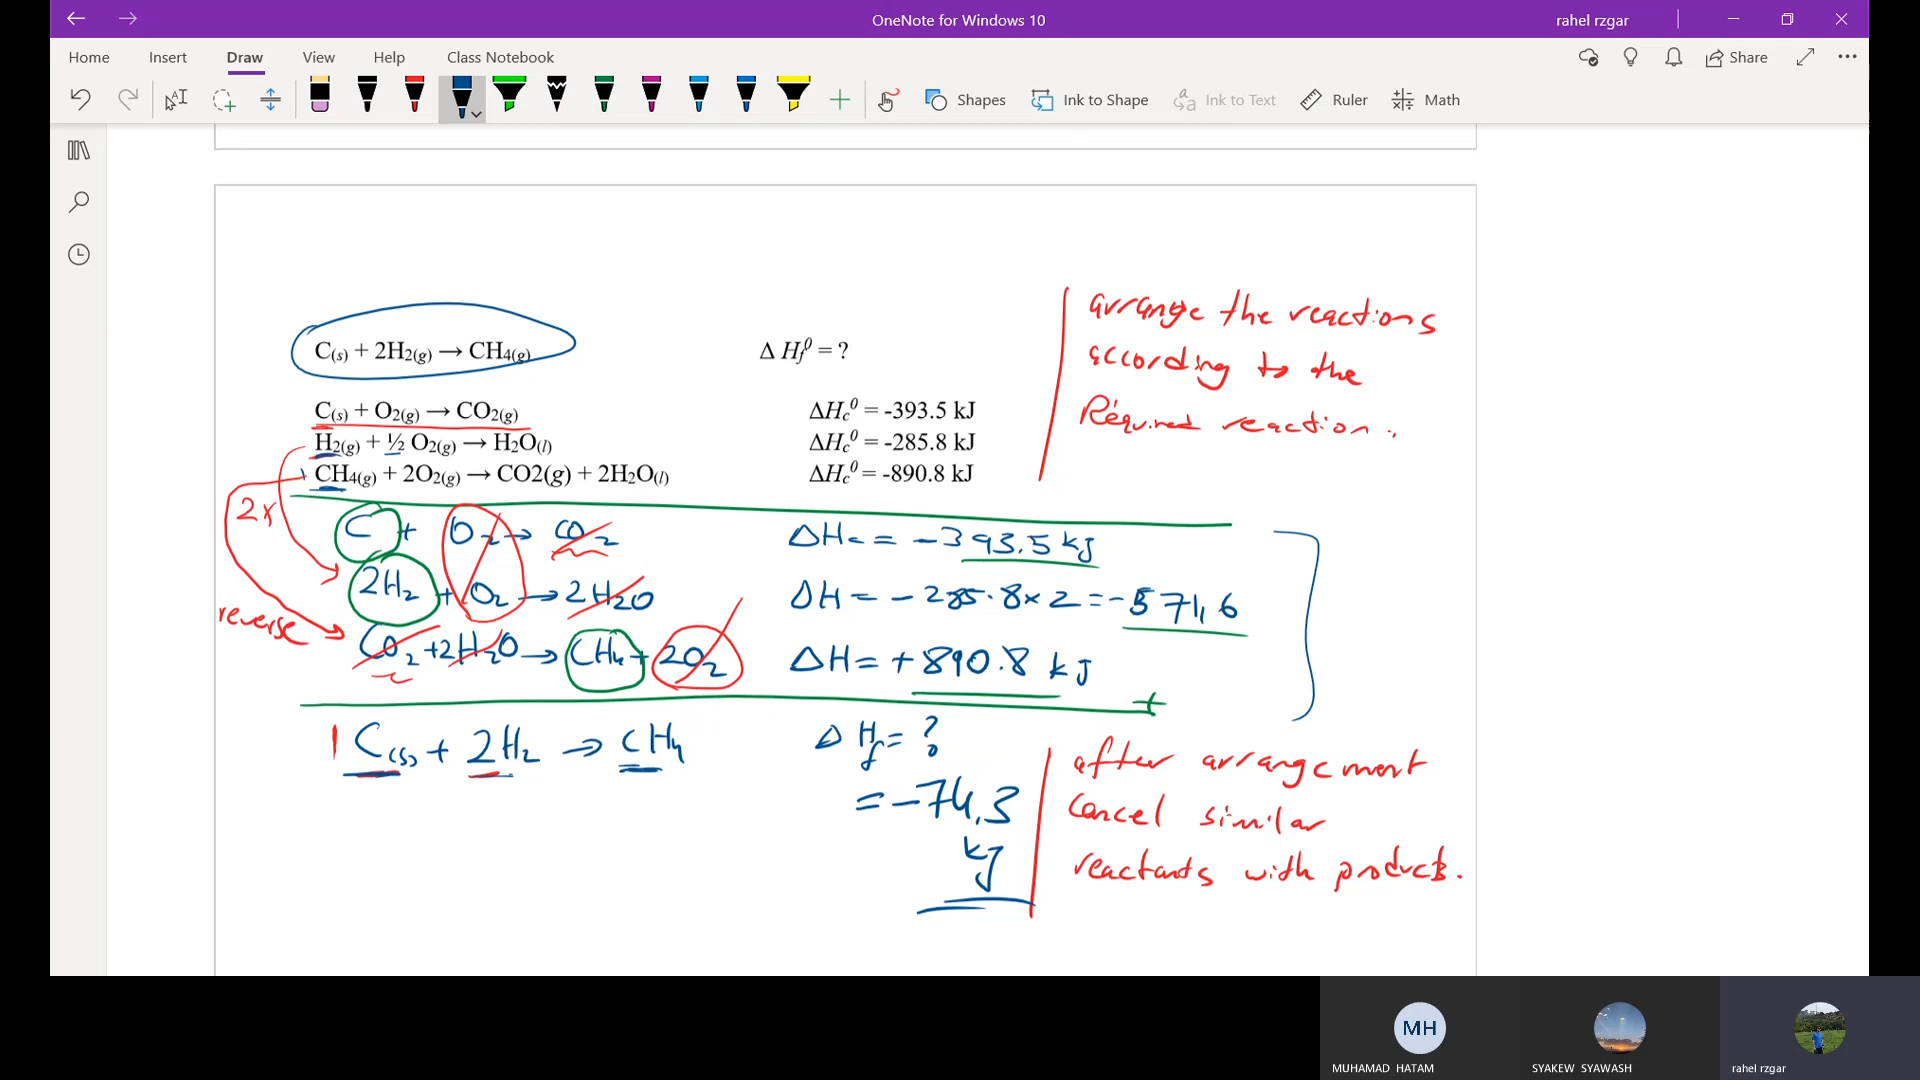 OneNote for Windows 10
rahel rzgar
Home Insert Draw View Help Class Notebook
Share
Shapes Ink to Shape Ink to Text Ruler Math
C(s) + 2H2(g) → CH4(g) Δ Hf⁰ = ?
C(s) + O2(g) → CO2(g) ΔHc⁰ = -393.5 kJ
H2(g) + ½ O2(g) → H2O(l) ΔHc⁰ = -285.8 kJ
CH4(g) + 2O2(g) → CO2(g) + 2H2O(l) ΔHc⁰ = -890.8 kJ
arrange the reactions
according to the
Required reaction.
2x
C + O2 → CO2 ΔHc = -393.5 kJ
2H2 + O2 → 2H2O ΔH = -285.8x2 = -571,6
reverse
CO2 + 2H2O → CH4 + 2O2 ΔH = +890.8 kJ
+
1 C(s) + 2H2 → CH4 Δ Hf = ?
= -74,3
kJ
after arrangement
cancel similar
reactants with products.
MH
MUHAMAD HATAM
SYAKEW SYAWASH
rahel rzgar